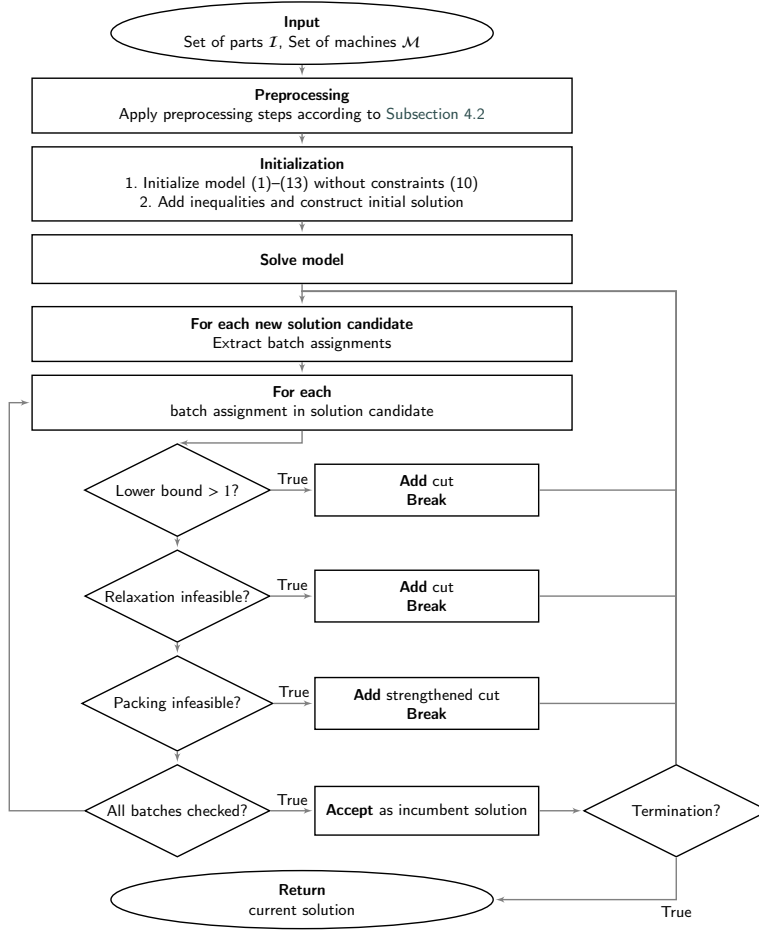 Input
Set of parts 𝓘, Set of machines 𝓜
Preprocessing
Apply preprocessing steps according to Subsection 4.2
Initialization
1. Initialize model (1)–(13) without constraints (10)
2. Add inequalities and construct initial solution
Solve model
For each new solution candidate
Extract batch assignments
For each
batch assignment in solution candidate
Lower bound > 1?
True
Add cut
Break
Relaxation infeasible?
True
Add cut
Break
Packing infeasible?
True
Add strengthened cut
Break
All batches checked?
True
Accept as incumbent solution
Termination?
True
Return
current solution